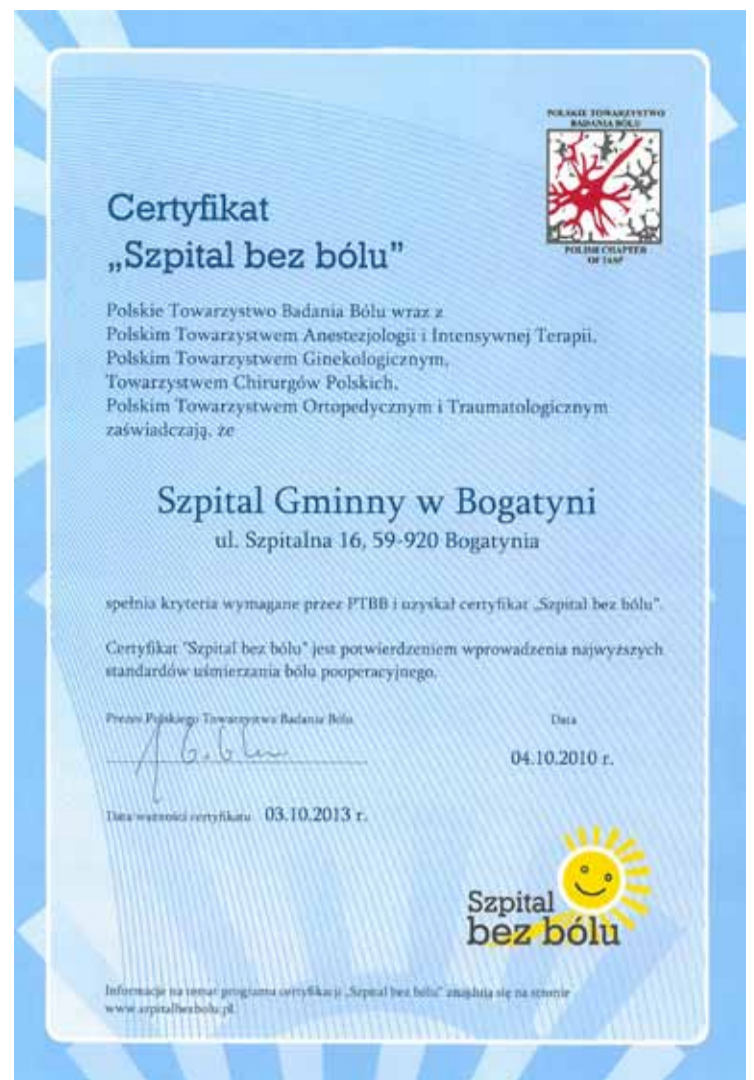 POLSKIE TOWARZYSTWO
BADANIA BÓLU
POLISH CHAPTER
OF IASP
Certyfikat
„Szpital bez bólu”
Polskie Towarzystwo Badania Bólu wraz z
Polskim Towarzystwem Anestezjologii i Intensywnej Terapii,
Polskim Towarzystwem Ginekologicznym,
Towarzystwem Chirurgów Polskich,
Polskim Towarzystwem Ortopedycznym i Traumatologicznym
zaświadczają, że
Szpital Gminny w Bogatyni
ul. Szpitalna 16, 59-920 Bogatynia
spełnia kryteria wymagane przez PTBB i uzyskał certyfikat „Szpital bez bólu”.
Certyfikat "Szpital bez bólu" jest potwierdzeniem wprowadzenia najwyższych
standardów uśmierzania bólu pooperacyjnego.
Prezes Polskiego Towarzystwa Badania Bólu
Data
04.10.2010 r.
Data ważności certyfikatu 03.10.2013 r.
Szpital
bez bólu
Informacje na temat programu certyfikacji „Szpital bez bólu” znajdują się na stronie
www.szpitalbezbolu.pl